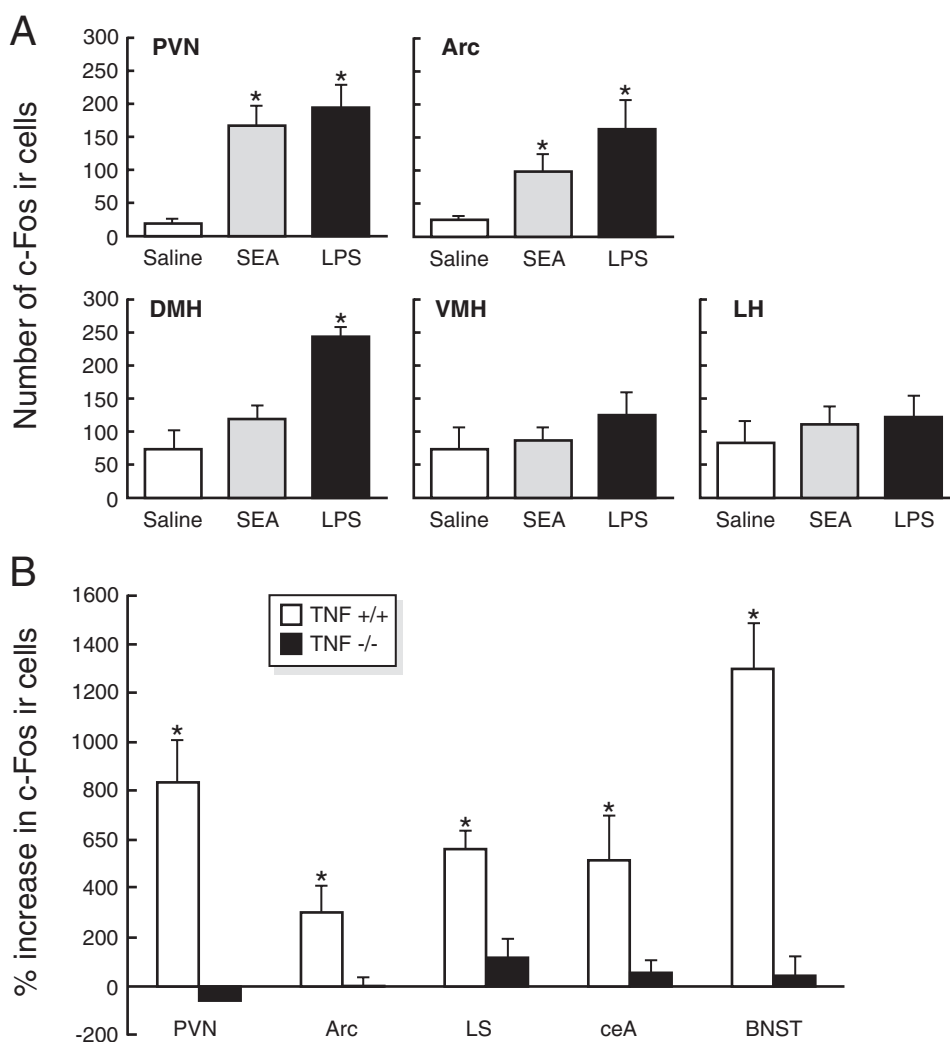 A
Number of c-Fos ir cells
PVN
300
250
200
150
100
50
0
*
*
Saline SEA LPS
Arc
*
*
Saline SEA LPS
DMH
300
250
200
150
100
50
0
*
Saline SEA LPS
VMH
Saline SEA LPS
LH
Saline SEA LPS
B
% increase in c-Fos ir cells
1600
1400
1200
1000
800
650
400
200
0
-200
TNF +/+
TNF -/-
*
*
*
*
*
PVN Arc LS ceA BNST